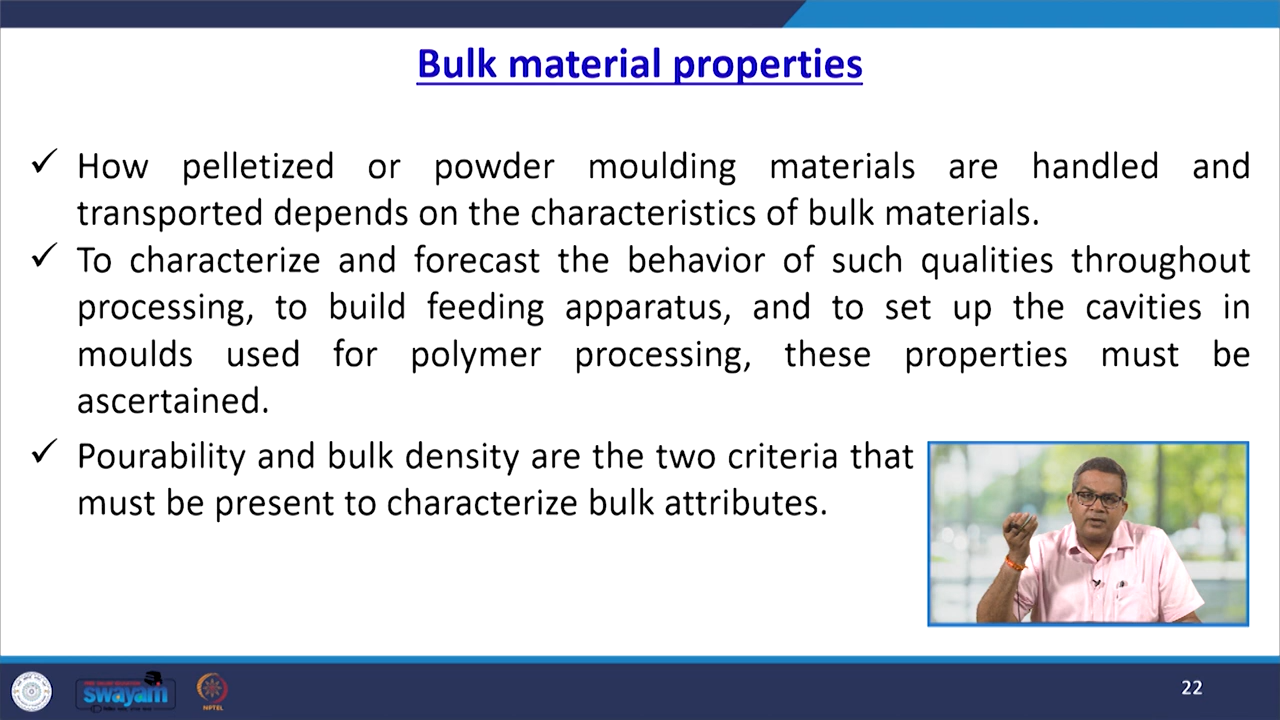 Bulk material properties
✓ How pelletized or powder moulding materials are handled and
transported depends on the characteristics of bulk materials.
✓ To characterize and forecast the behavior of such qualities throughout
processing, to build feeding apparatus, and to set up the cavities in
moulds used for polymer processing, these properties must be
ascertained.
✓ Pourability and bulk density are the two criteria that
must be present to characterize bulk attributes.
swayam
NPTEL
22